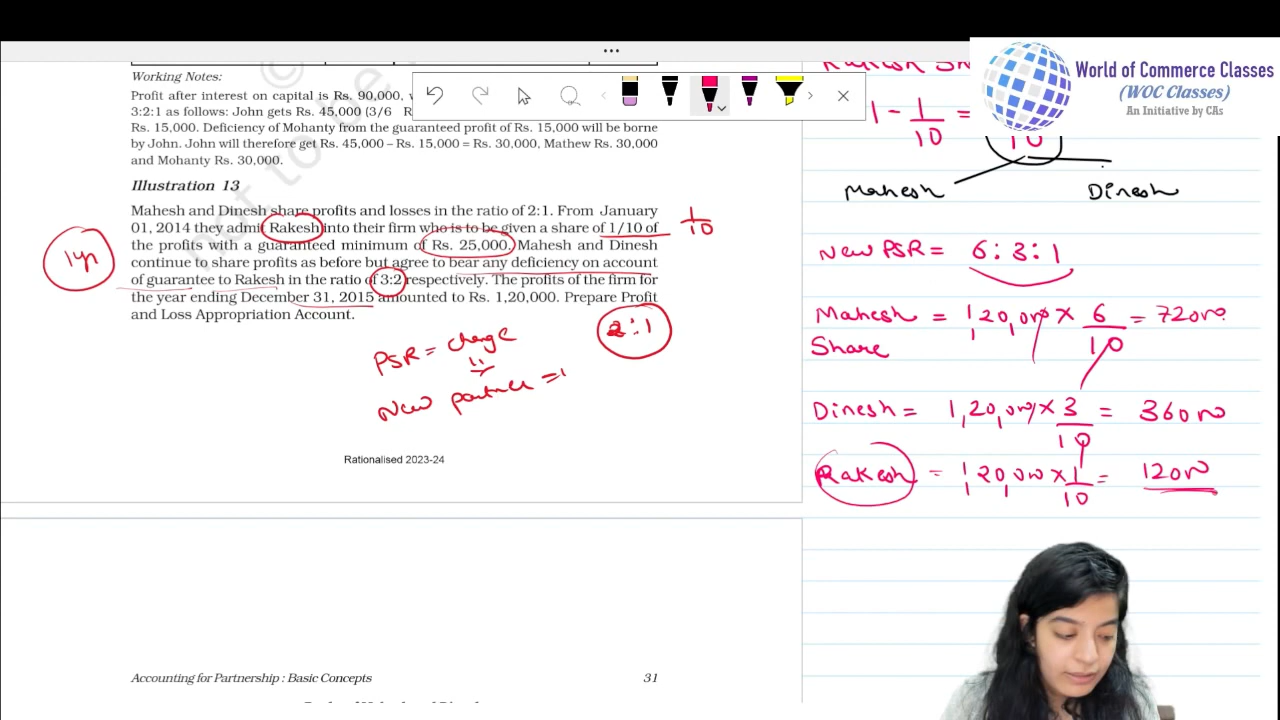 Working Notes:
Profit after interest on capital is Rs. 90,000,
3:2:1 as follows: John gets Rs. 45,000 (3/6
Rs. 15,000. Deficiency of Mohanty from the guaranteed profit of Rs. 15,000 will be borne
by John. John will therefore get Rs. 45,000 – Rs. 15,000 = Rs. 30,000, Mathew Rs. 30,000
and Mohanty Rs. 30,000.
Illustration 13
Mahesh and Dinesh share profits and losses in the ratio of 2:1. From January
01, 2014 they admit Rakesh into their firm who is to be given a share of 1/10 of
the profits with a guaranteed minimum of Rs. 25,000. Mahesh and Dinesh
continue to share profits as before but agree to bear any deficiency on account
of guarantee to Rakesh in the ratio of 3:2 respectively. The profits of the firm for
the year ending December 31, 2015 amounted to Rs. 1,20,000. Prepare Profit
and Loss Appropriation Account.
1/10
1yr
2:1
PSR = change
New partner =
Rationalised 2023-24
Accounting for Partnership : Basic Concepts 31
World of Commerce Classes
(WOC Classes)
An Initiative by CAs
1 - 1/10 =
10
Mahesh Dinesh
New PSR = 6:3:1
Mahesh = 1,20,000 × 6/10 = 72000
Share
Dinesh = 1,20,000 × 3/10 = 36000
Rakesh = 1,20,000 × 1/10 = 12000